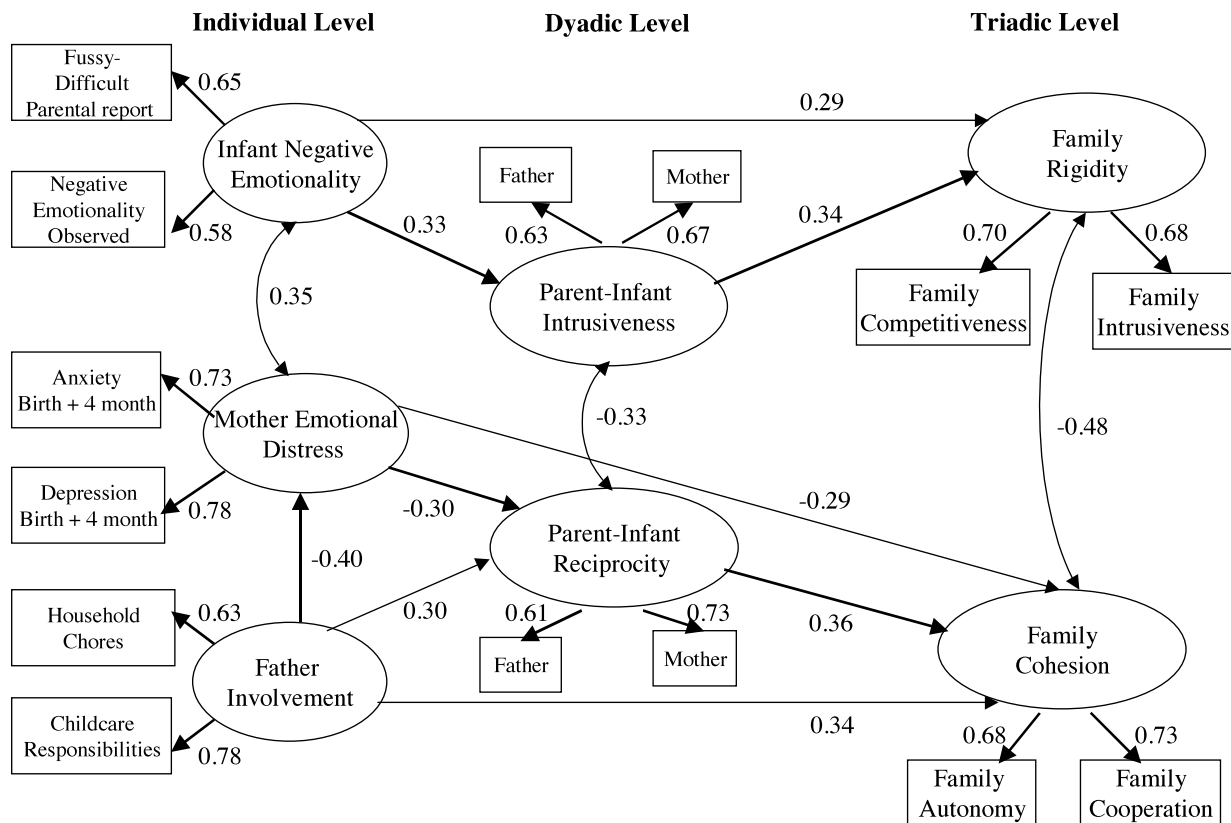 Individual Level
Dyadic Level
Triadic Level
Fussy-
Difficult
Parental report
0.65
Infant Negative
Emotionality
Negative
Emotionality
Observed
0.58
0.29
Family
Rigidity
Father
Mother
0.33
0.63
0.67
0.34
0.70
0.68
Parent-Infant
Intrusiveness
Family
Competitiveness
Family
Intrusiveness
0.35
Anxiety
Birth + 4 month
0.73
Mother Emotional
Distress
-0.33
-0.48
Depression
Birth + 4 month
0.78
-0.30
-0.29
Parent-Infant
Reciprocity
-0.40
0.30
Household
Chores
0.63
0.61
0.73
0.36
Father
Mother
Father
Involvement
Family
Cohesion
Childcare
Responsibilities
0.78
0.34
0.68
0.73
Family
Autonomy
Family
Cooperation